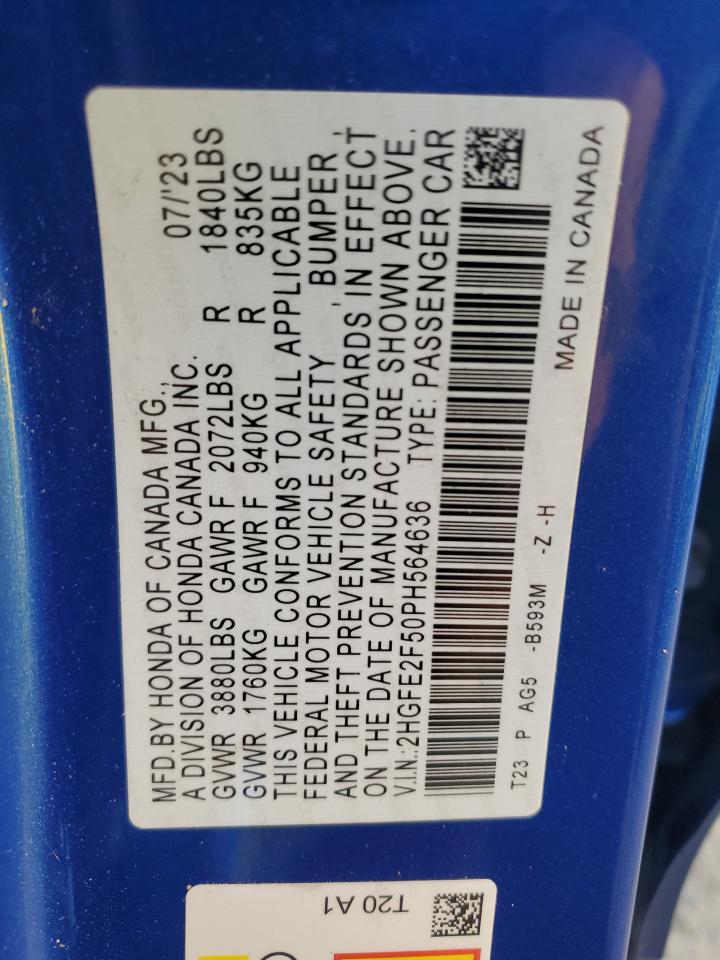 MFD.BY HONDA OF CANADA MFG., 07/'23
A DIVISION OF HONDA CANADA INC.
GVWR 3880LBS GAWR F 2072LBS R 1840LBS
GVWR 1760KG GAWR F 940KG R 835KG
THIS VEHICLE CONFORMS TO ALL APPLICABLE
FEDERAL MOTOR VEHICLE SAFETY , BUMPER ,
AND THEFT PREVENTION STANDARDS IN EFFECT
ON THE DATE OF MANUFACTURE SHOWN ABOVE.
V.I.N.:2HGFE2F50PH564636 TYPE: PASSENGER CAR
T23 P AG5 -B593M -Z -H
MADE IN CANADA
T20 A1